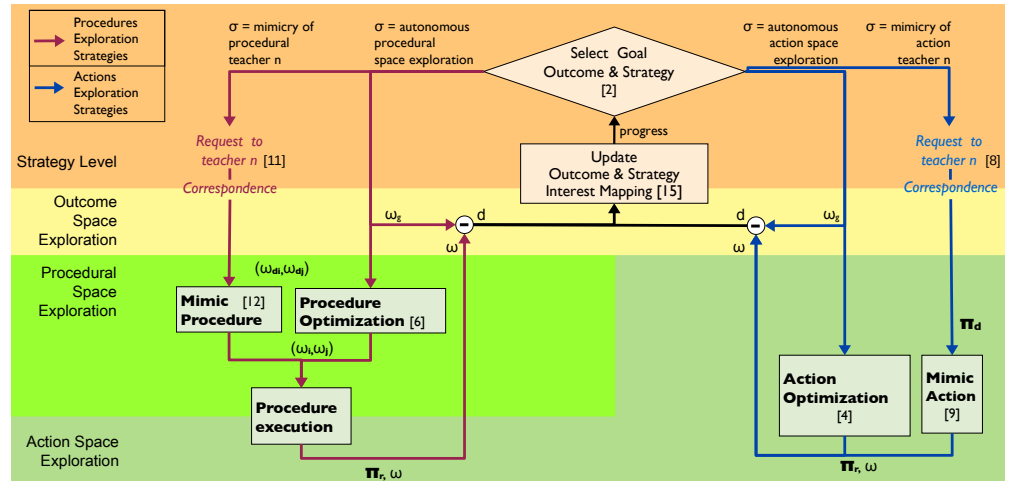 Procedures
Exploration
Strategies
Actions
Exploration
Strategies
σ = mimicry of
procedural
teacher n
σ = autonomous
procedural
space exploration
Select Goal
Outcome & Strategy
[2]
σ = autonomous
action space
exploration
σ = mimicry of
action
teacher n
progress
Request to
teacher n [11]
Correspondence
Update
Outcome & Strategy
Interest Mapping [15]
Request to
teacher n [8]
Correspondence
Strategy Level
Outcome
Space
Exploration
ωg
d
d
ωg
ω
ω
Procedural
Space
Exploration
(ωdi,ωdj)
Mimic [12]
Procedure
Procedure
Optimization [6]
(ωi,ωj)
Procedure
execution
πd
Action
Optimization
[4]
Mimic
Action
[9]
Action Space
Exploration
πr, ω
πr, ω